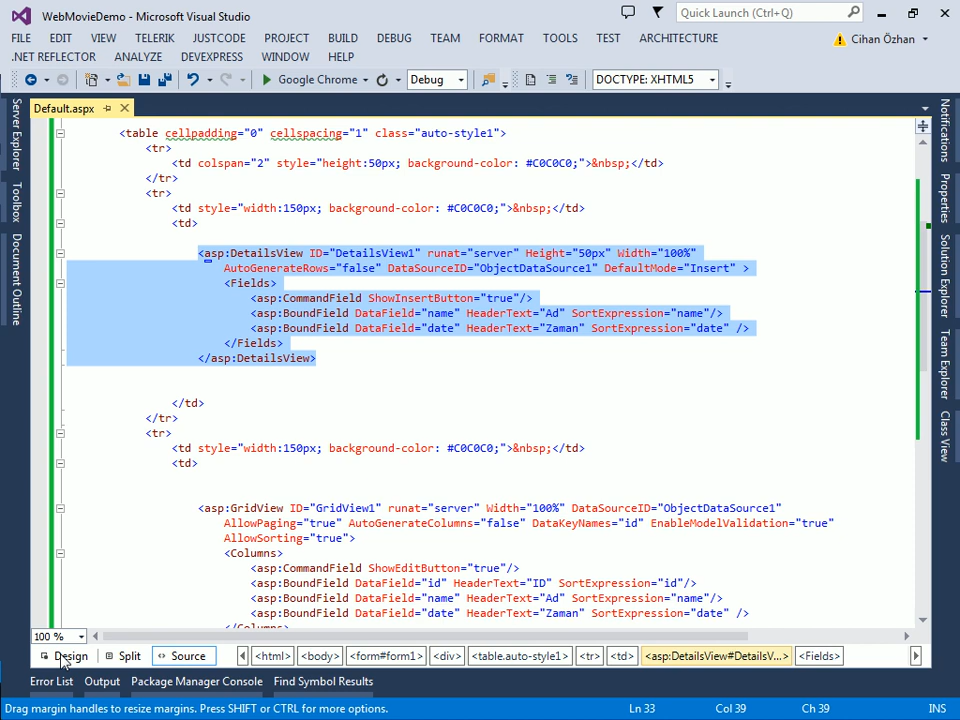 WebMovieDemo - Microsoft Visual Studio
Quick Launch (Ctrl+Q)
FILE EDIT VIEW TELERIK JUSTCODE PROJECT BUILD DEBUG TEAM FORMAT TOOLS TEST ARCHITECTURE
Cihan Özhan
.NET REFLECTOR ANALYZE DEVEXPRESS WINDOW HELP
Google Chrome
Debug
DOCTYPE: XHTML5
Default.aspx
Server Explorer
Toolbox
Document Outline
<table cellpadding="0" cellspacing="1" class="auto-style1">
<tr>
<td colspan="2" style="height:50px; background-color: #C0C0C0;">&nbsp;</td>
</tr>
<tr>
<td style="width:150px; background-color: #C0C0C0;">&nbsp;</td>
<td>
<asp:DetailsView ID="DetailsView1" runat="server" Height="50px" Width="100%"
AutoGenerateRows="false" DataSourceID="ObjectDataSource1" DefaultMode="Insert" >
<Fields>
<asp:CommandField ShowInsertButton="true"/>
<asp:BoundField DataField="name" HeaderText="Ad" SortExpression="name"/>
<asp:BoundField DataField="date" HeaderText="Zaman" SortExpression="date" />
</Fields>
</asp:DetailsView>
</td>
</tr>
<tr>
<td style="width:150px; background-color: #C0C0C0;">&nbsp;</td>
<td>
<asp:GridView ID="GridView1" runat="server" Width="100%" DataSourceID="ObjectDataSource1"
AllowPaging="true" AutoGenerateColumns="false" DataKeyNames="id" EnableModelValidation="true"
AllowSorting="true">
<Columns>
<asp:CommandField ShowEditButton="true"/>
<asp:BoundField DataField="id" HeaderText="ID" SortExpression="id"/>
<asp:BoundField DataField="name" HeaderText="Ad" SortExpression="name"/>
<asp:BoundField DataField="date" HeaderText="Zaman" SortExpression="date" />
</Columns>
Notifications
Properties
Solution Explorer
Team Explorer
Class View
100 %
Design Split Source <html> <body> <form#form1> <div> <table.auto-style1> <tr> <td> <asp:DetailsView#DetailsV...> <Fields>
Error List Output Package Manager Console Find Symbol Results
Drag margin handles to resize margins. Press SHIFT or CTRL for more options.
Ln 33 Col 39 Ch 39 INS